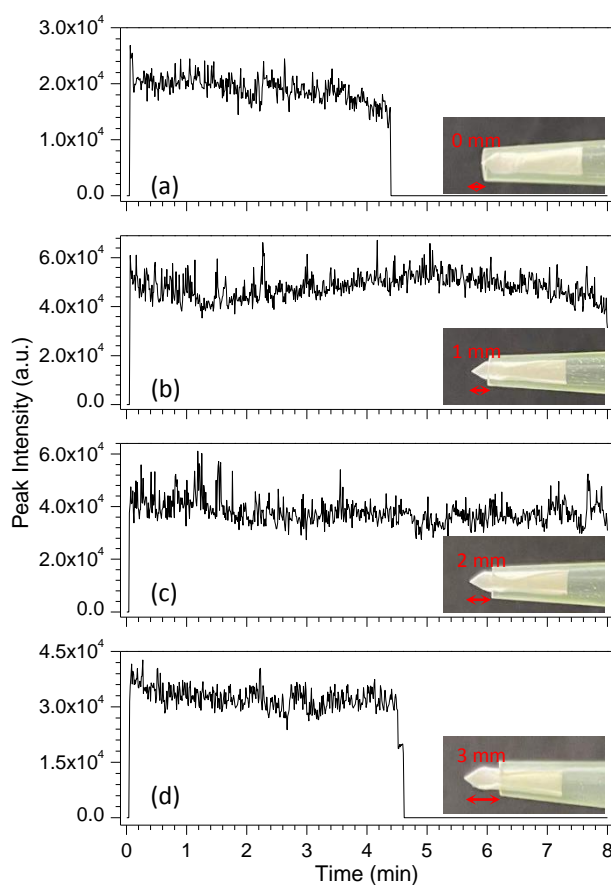 3.0x10⁴
2.0x10⁴
1.0x10⁴
0.0
(a)
0 mm
6.0x10⁴
4.0x10⁴
2.0x10⁴
0.0
(b)
1 mm
Peak Intensity (a.u.)
6.0x10⁴
4.0x10⁴
2.0x10⁴
0.0
(c)
2 mm
4.5x10⁴
3.0x10⁴
1.5x10⁴
0.0
(d)
3 mm
0 1 2 3 4 5 6 7 8
Time (min)